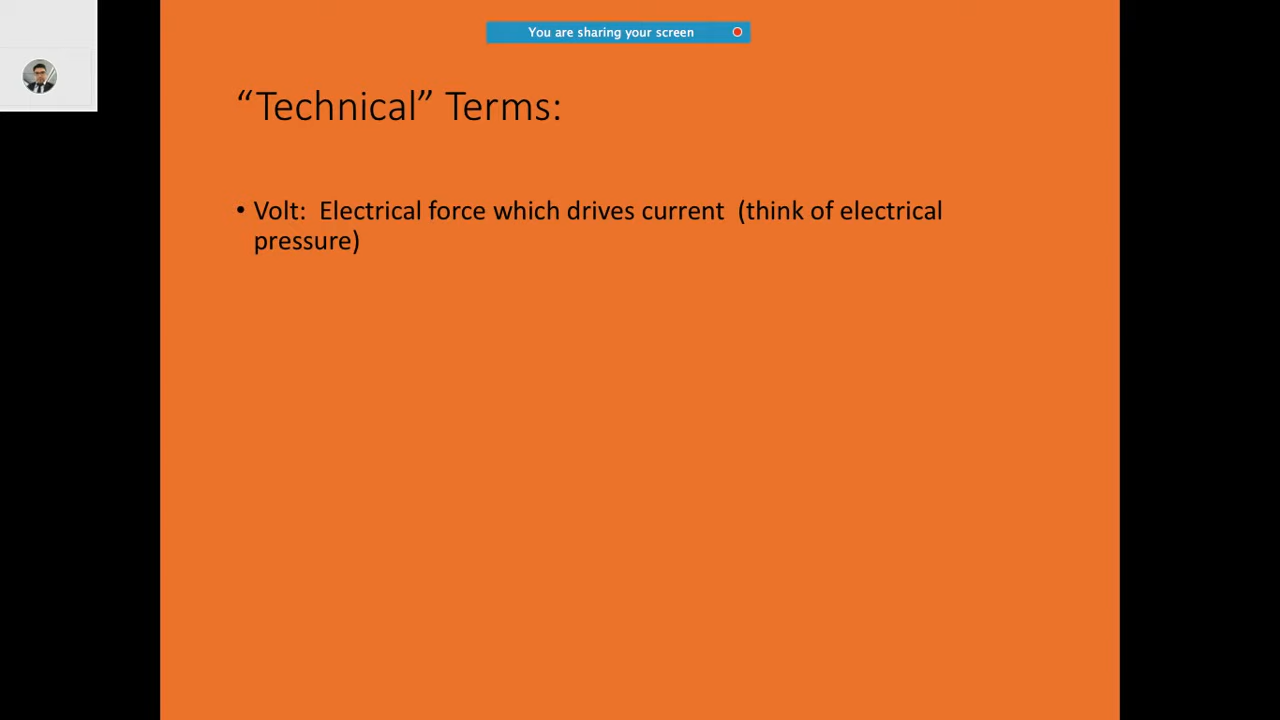 You are sharing your screen
“Technical” Terms:
• Volt:  Electrical force which drives current  (think of electrical
pressure)